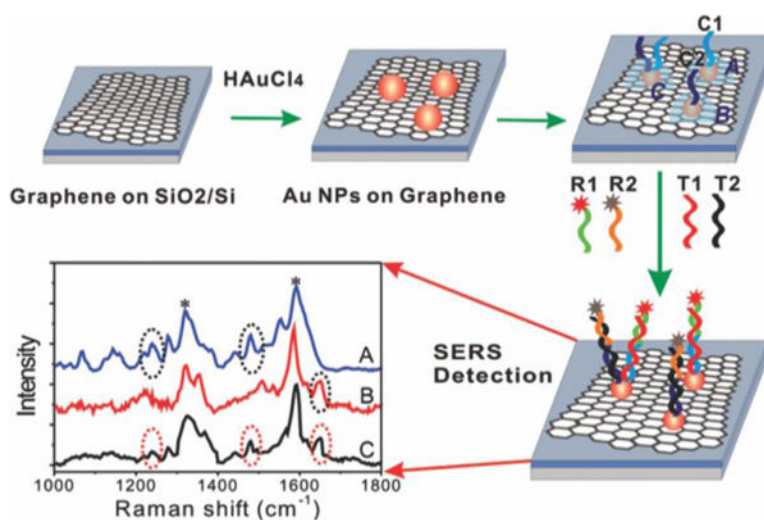 HAuCl4
C1
C2
A
C
B
Graphene on SiO2/Si
Au NPs on Graphene
R1 R2 T1 T2
*
*
A
B
C
Intensity
1000 1200 1400 1600 1800
Raman shift (cm⁻¹)
SERS
Detection